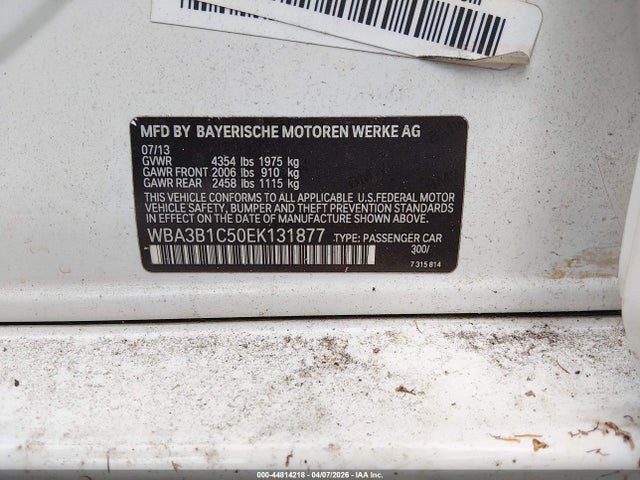 MFD BY BAYERISCHE MOTOREN WERKE AG
07/13
GVWR 4354 lbs 1975 kg
GAWR FRONT 2006 lbs 910 kg
GAWR REAR 2458 lbs 1115 kg
THIS VEHICLE CONFORMS TO ALL APPLICABLE U.S.FEDERAL MOTOR
VEHICLE SAFETY, BUMPER AND THEFT PREVENTION STANDARDS
IN EFFECT ON THE DATE OF MANUFACTURE SHOWN ABOVE.
WBA3B1C50EK131877 TYPE: PASSENGER CAR
300/
7 315 814
000-44814218 - 04/07/2026 - IAAI.COM